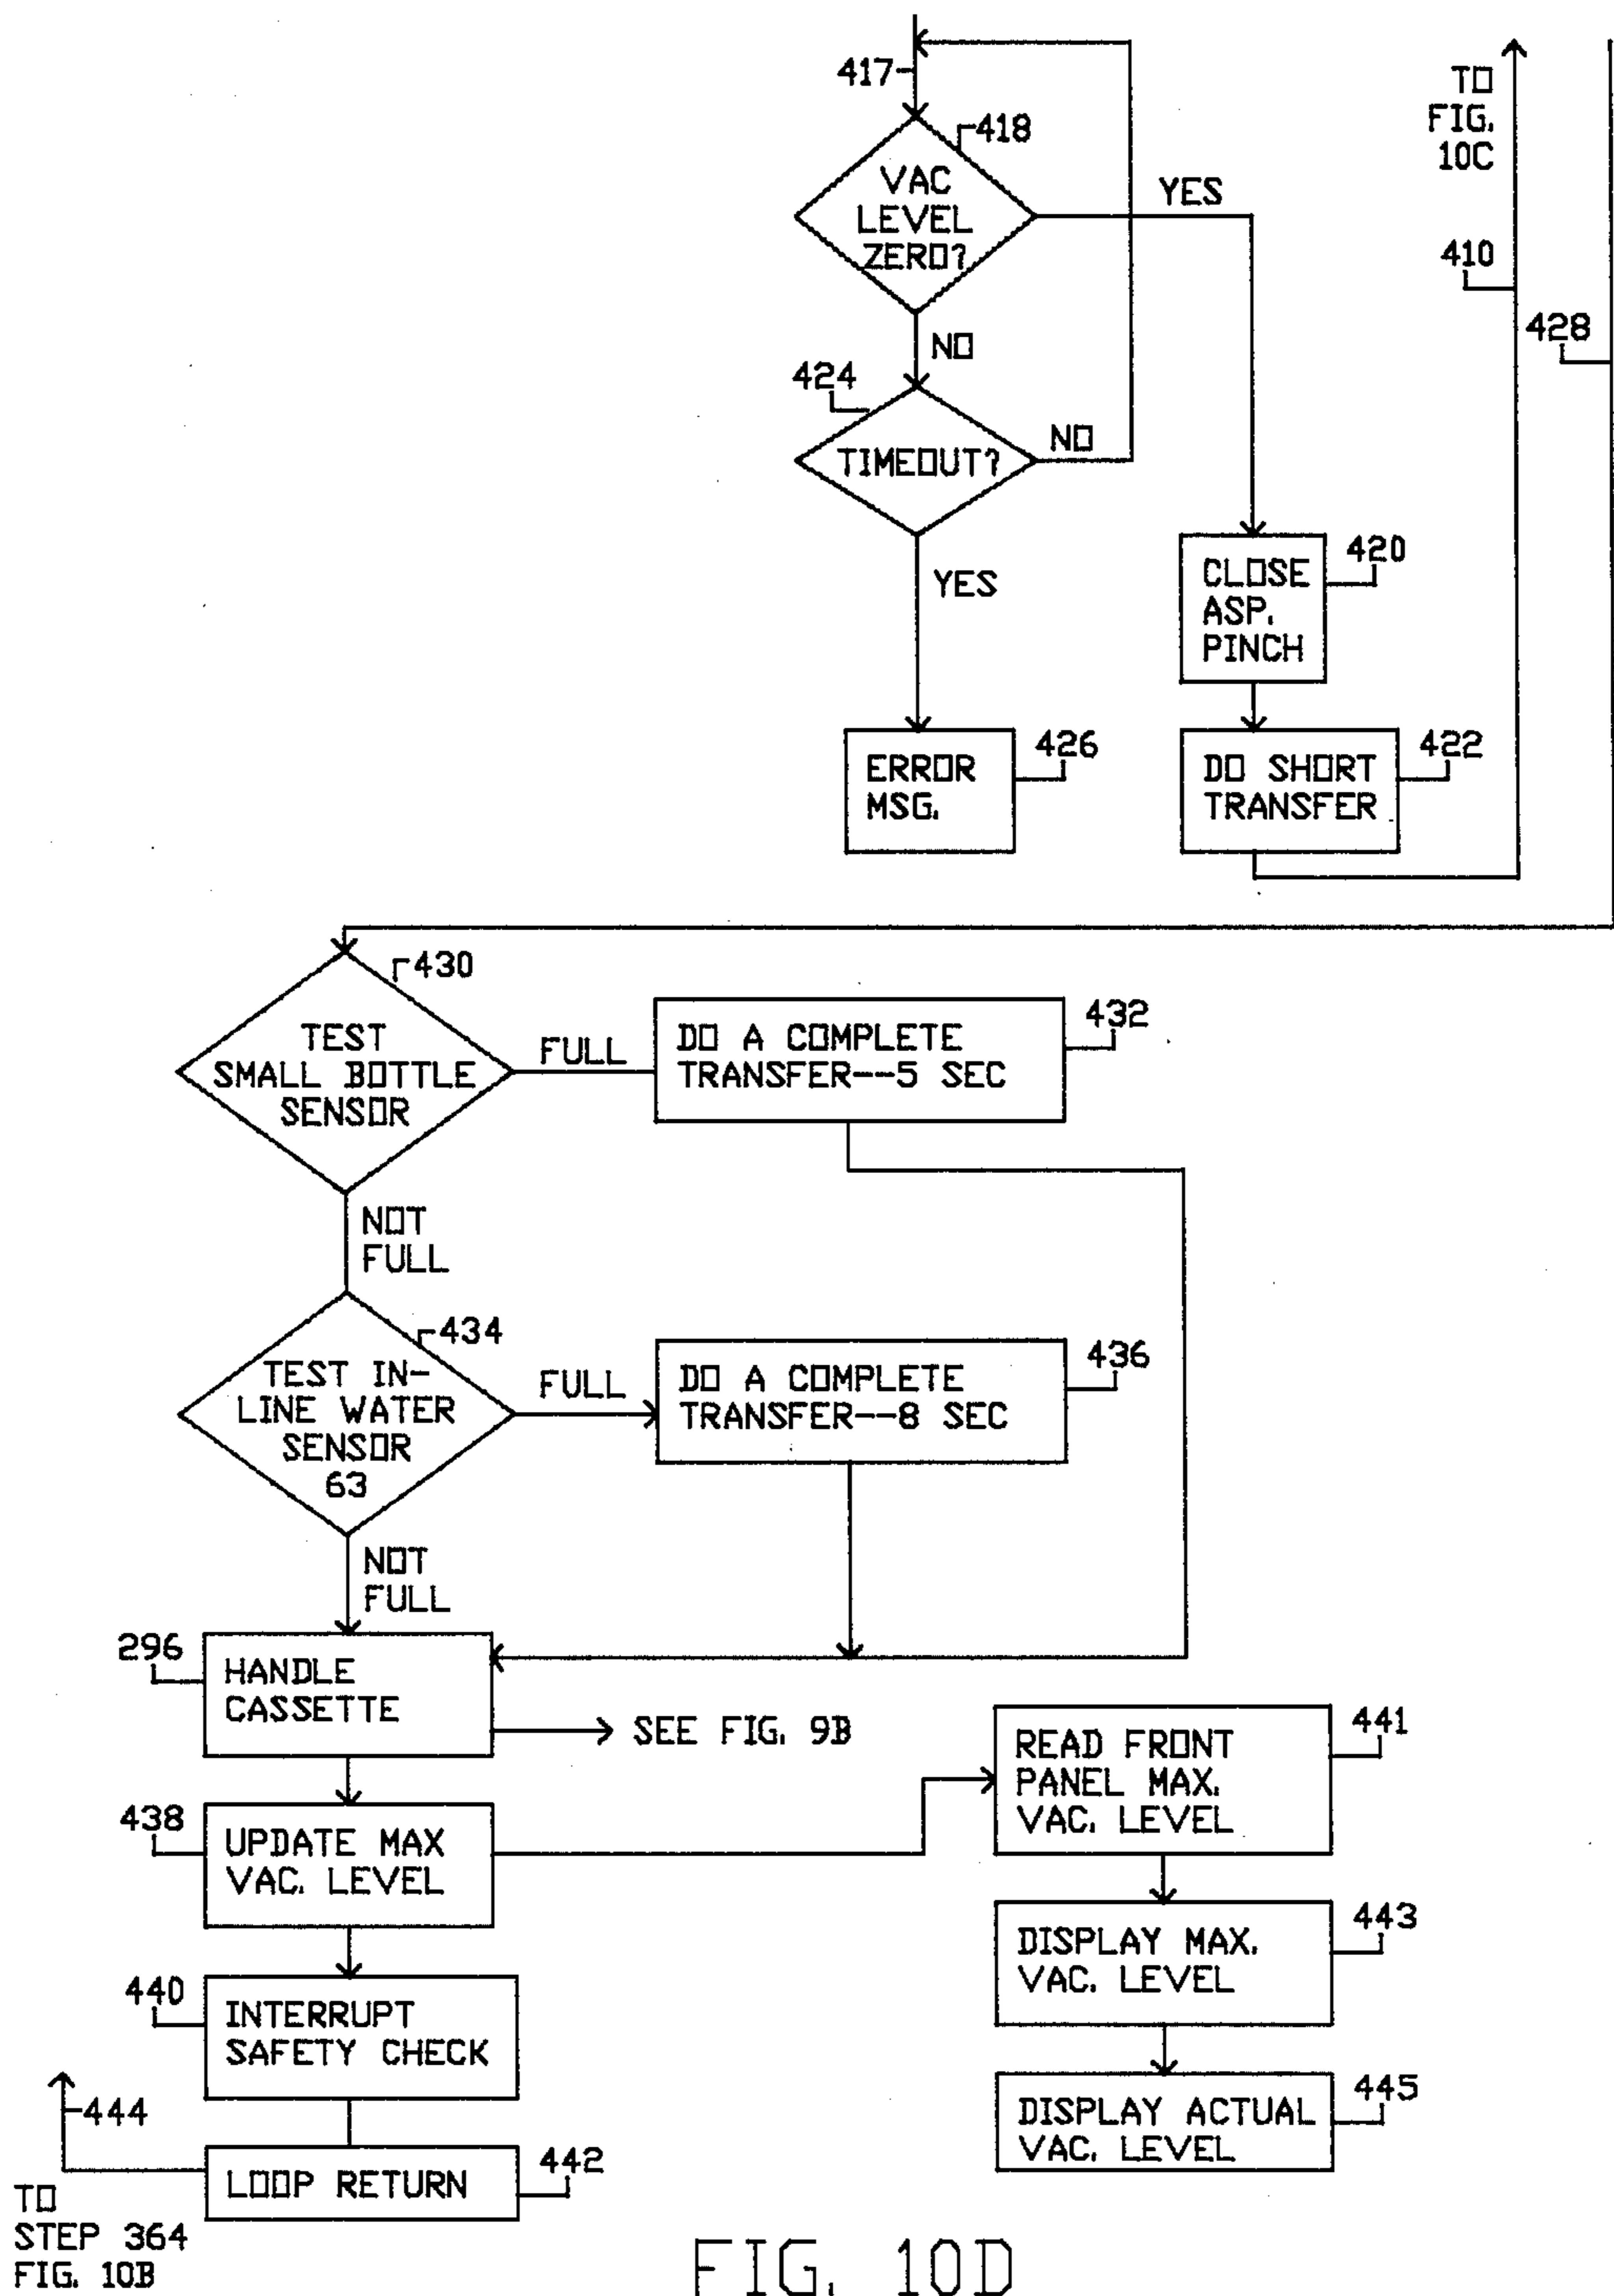 417
418
VAC
LEVEL
ZERO?
YES
NO
424
TIMEOUT?
NO
YES
ERROR
MSG.
426
CLOSE
ASP.
PINCH
420
DO SHORT
TRANSFER
422
TO
FIG.
10C
410
428
430
TEST
SMALL BOTTLE
SENSOR
FULL
DO A COMPLETE
TRANSFER--5 SEC
432
NOT
FULL
434
TEST IN-
LINE WATER
SENSOR
63
FULL
DO A COMPLETE
TRANSFER--8 SEC
436
NOT
FULL
296
HANDLE
CASSETTE
SEE FIG. 9B
438
UPDATE MAX
VAC. LEVEL
READ FRONT
PANEL MAX.
VAC. LEVEL
441
DISPLAY MAX.
VAC. LEVEL
443
DISPLAY ACTUAL
VAC. LEVEL
445
440
INTERRUPT
SAFETY CHECK
444
LOOP RETURN
442
TO
STEP 364
FIG. 10B
FIG. 10D